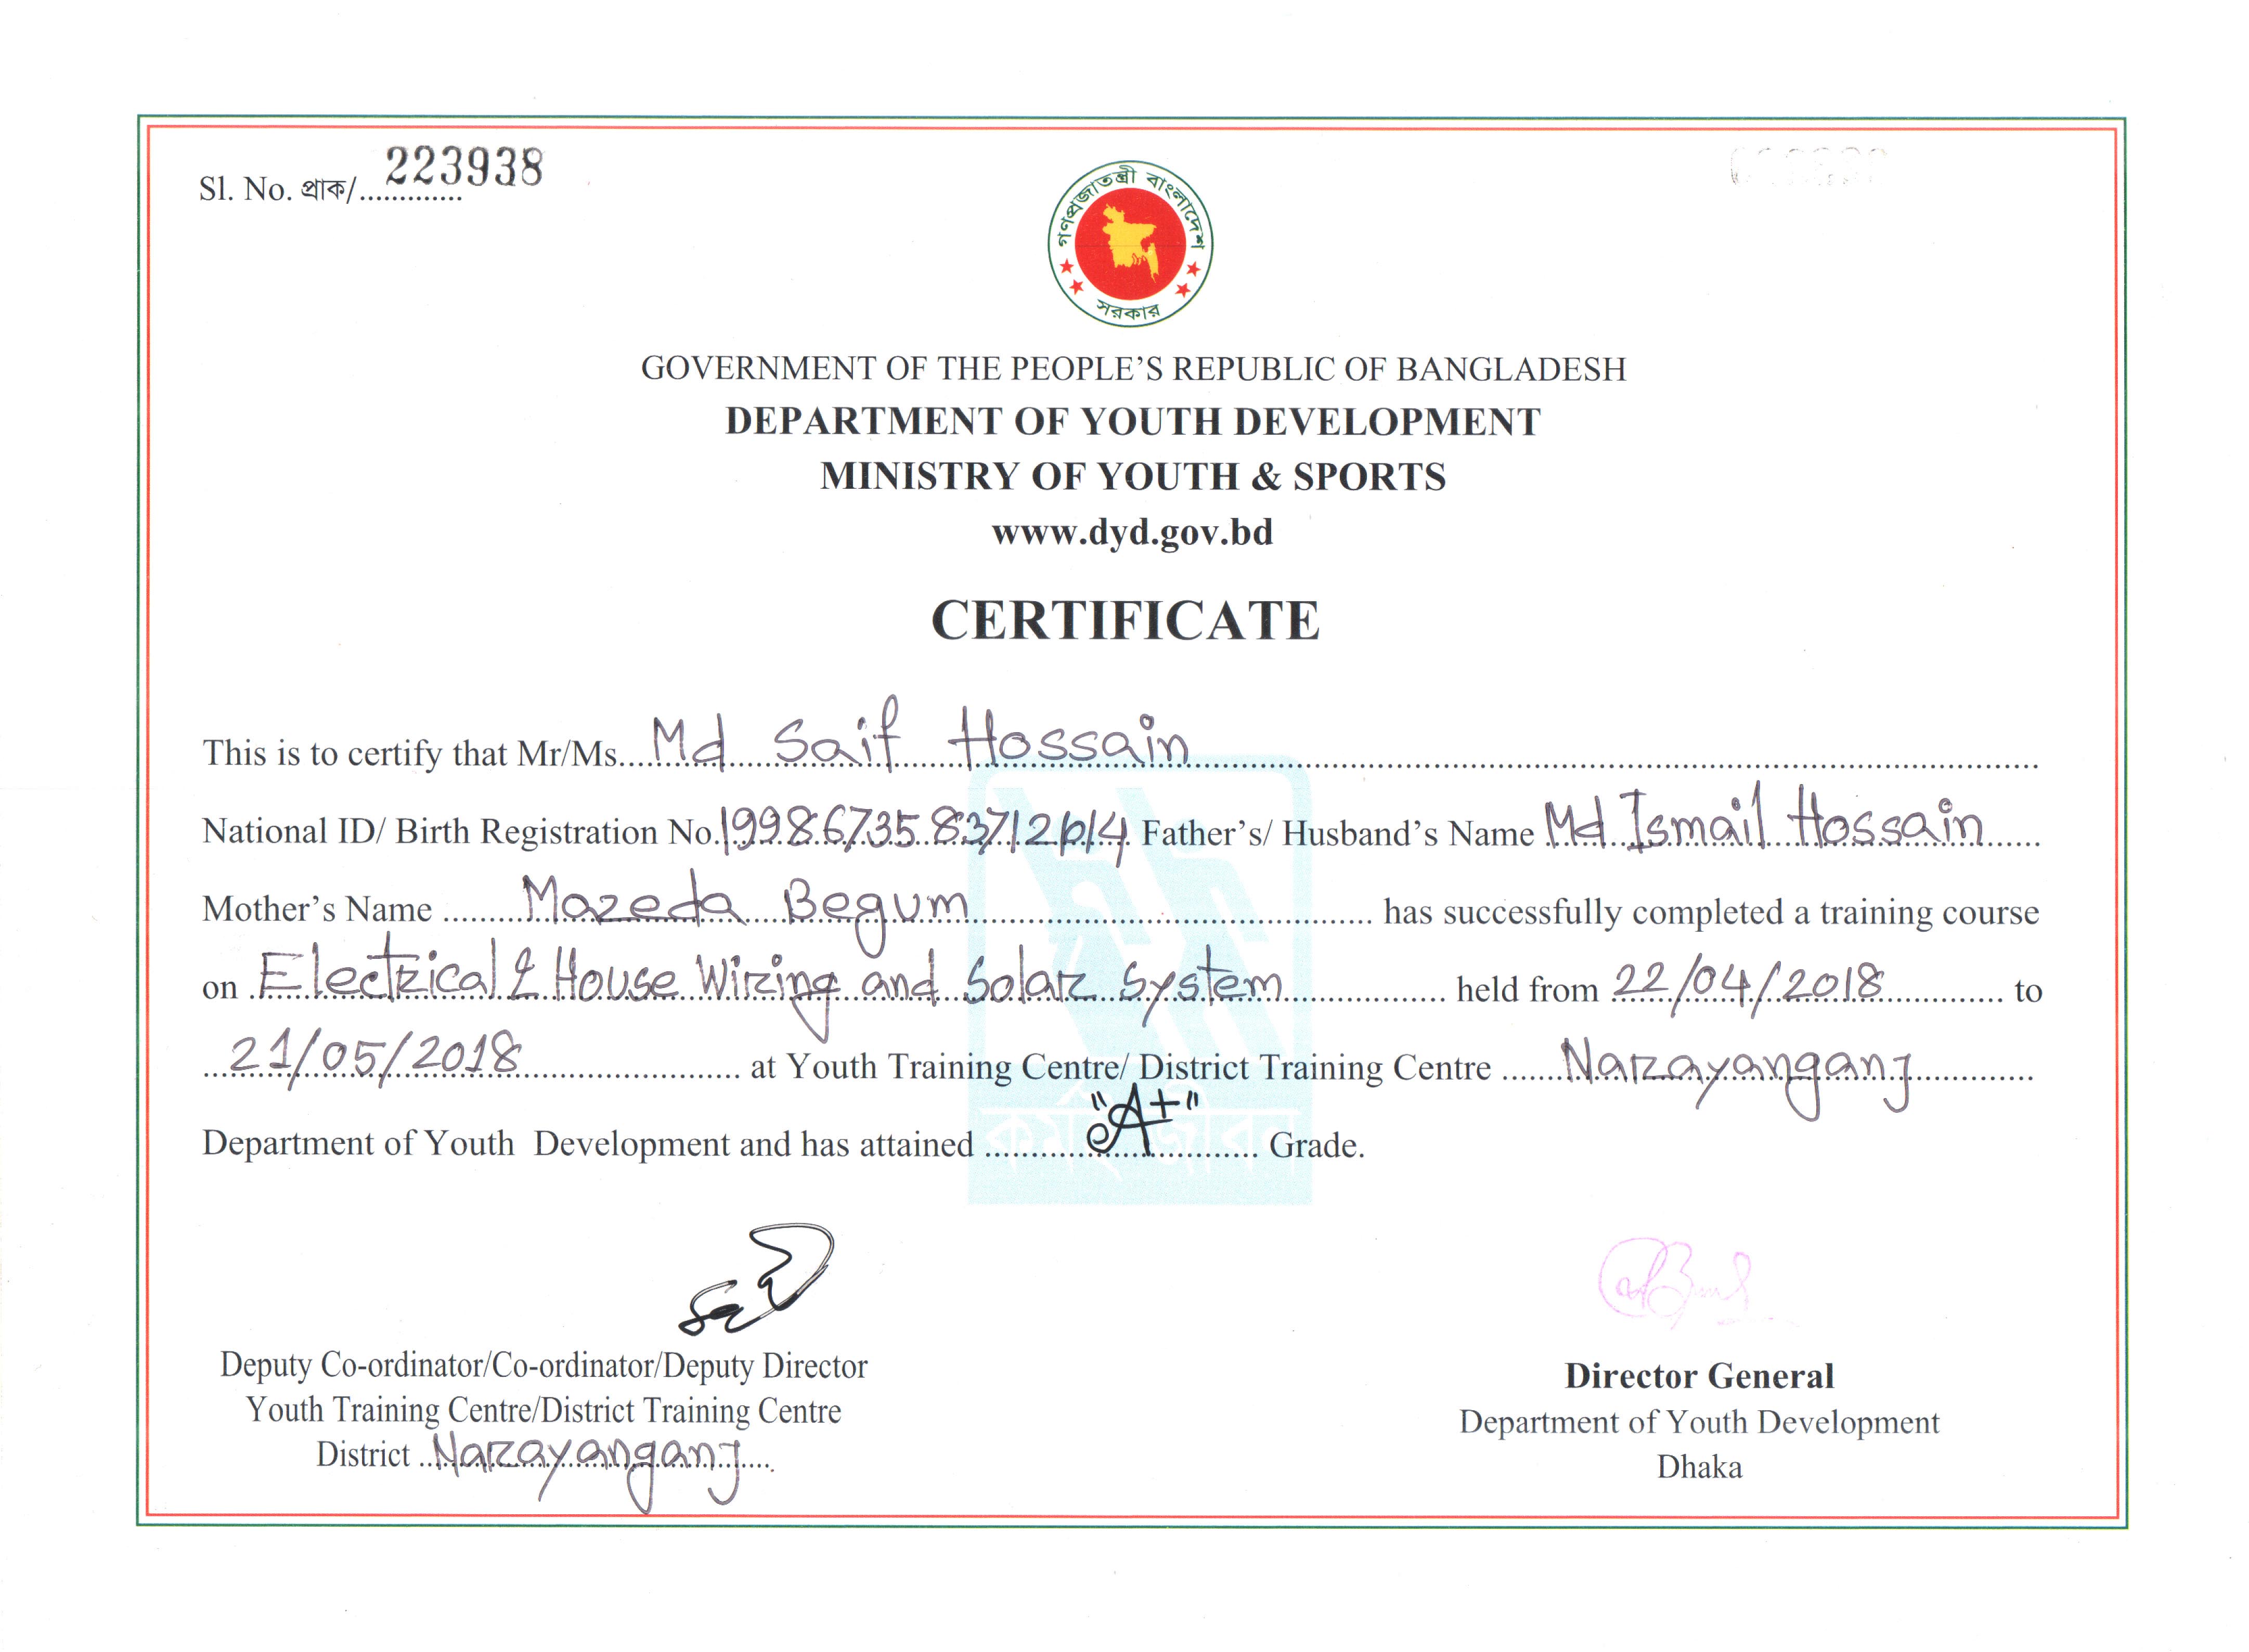 Sl. No. প্রাক/............. 223938
গণপ্রজাতন্ত্রী বাংলাদেশ
সরকার
GOVERNMENT OF THE PEOPLE'S REPUBLIC OF BANGLADESH
DEPARTMENT OF YOUTH DEVELOPMENT
MINISTRY OF YOUTH & SPORTS
www.dyd.gov.bd
CERTIFICATE
This is to certify that Mr/Ms. Md Saif Hossain
National ID/ Birth Registration No. Father's/ Husband's Name Md Ismail Hossain
Mother's Name Mazeda Begum has successfully completed a training course
on Electrical & House Wiring and Solar System held from 22/04/2018 to
21/05/2018 at Youth Training Centre/ District Training Centre Narayanganj
Department of Youth Development and has attained "A+" Grade.
কর্মই জীবন
Deputy Co-ordinator/Co-ordinator/Deputy Director
Youth Training Centre/District Training Centre
District Narayanganj
Director General
Department of Youth Development
Dhaka